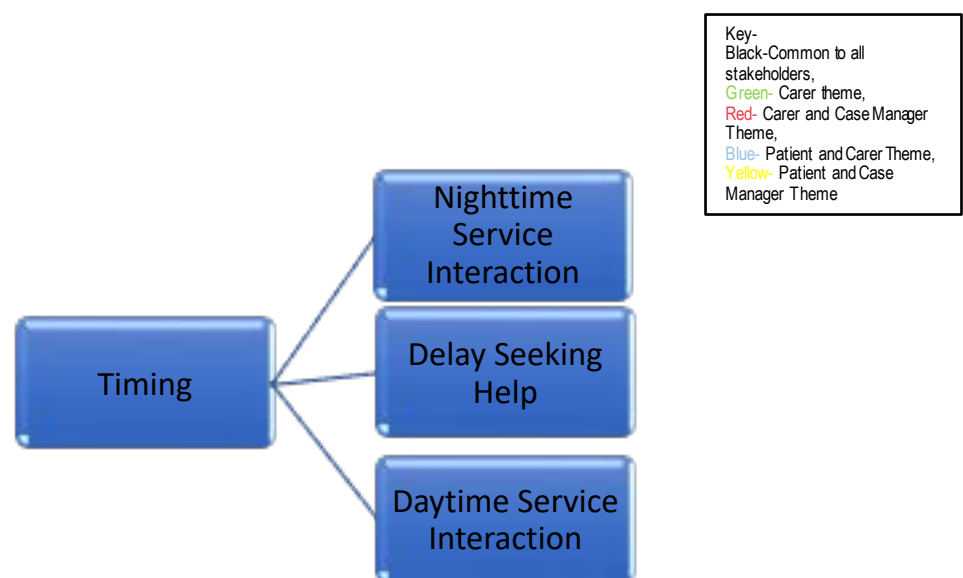 Key-
Black-Common to all
stakeholders,
Green- Carer theme,
Red- Carer and Case Manager
Theme,
Blue- Patient and Carer Theme,
Yellow- Patient and Case
Manager Theme
Nighttime
Service
Interaction
Timing
Delay Seeking
Help
Daytime Service
Interaction